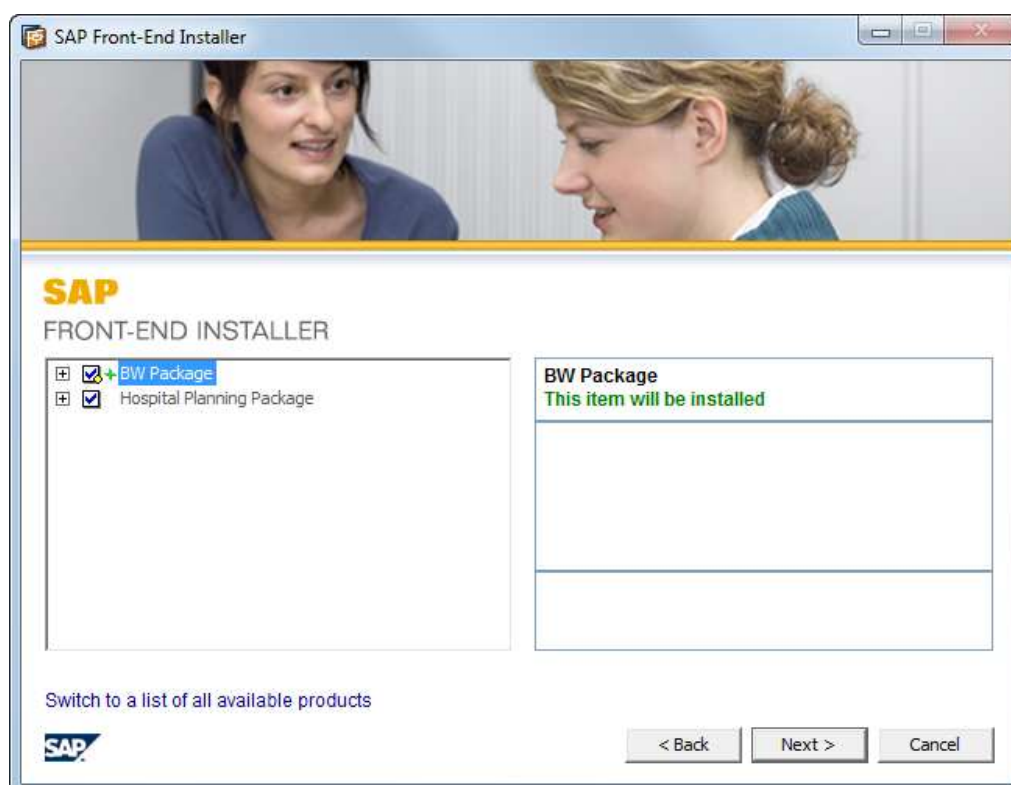 SAP Front-End Installer
SAP
FRONT-END INSTALLER
BW Package
Hospital Planning Package
BW Package
This item will be installed
Switch to a list of all available products
SAP
< Back
Next >
Cancel